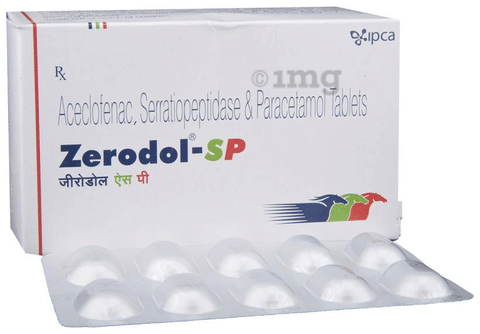 ipca
Rx
© 1mg
Aceclofenac, Serratiopeptidase & Paracetamol Tablets
Zerodol®-SP
जीरोडोल ऐस पी